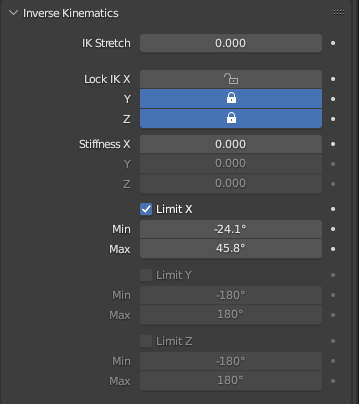 Inverse Kinematics
IK Stretch 0.000
Lock IK X
Y
Z
Stiffness X 0.000
Y 0.000
Z 0.000
Limit X
Min -24.1°
Max 45.8°
Limit Y
Min -180°
Max 180°
Limit Z
Min -180°
Max 180°